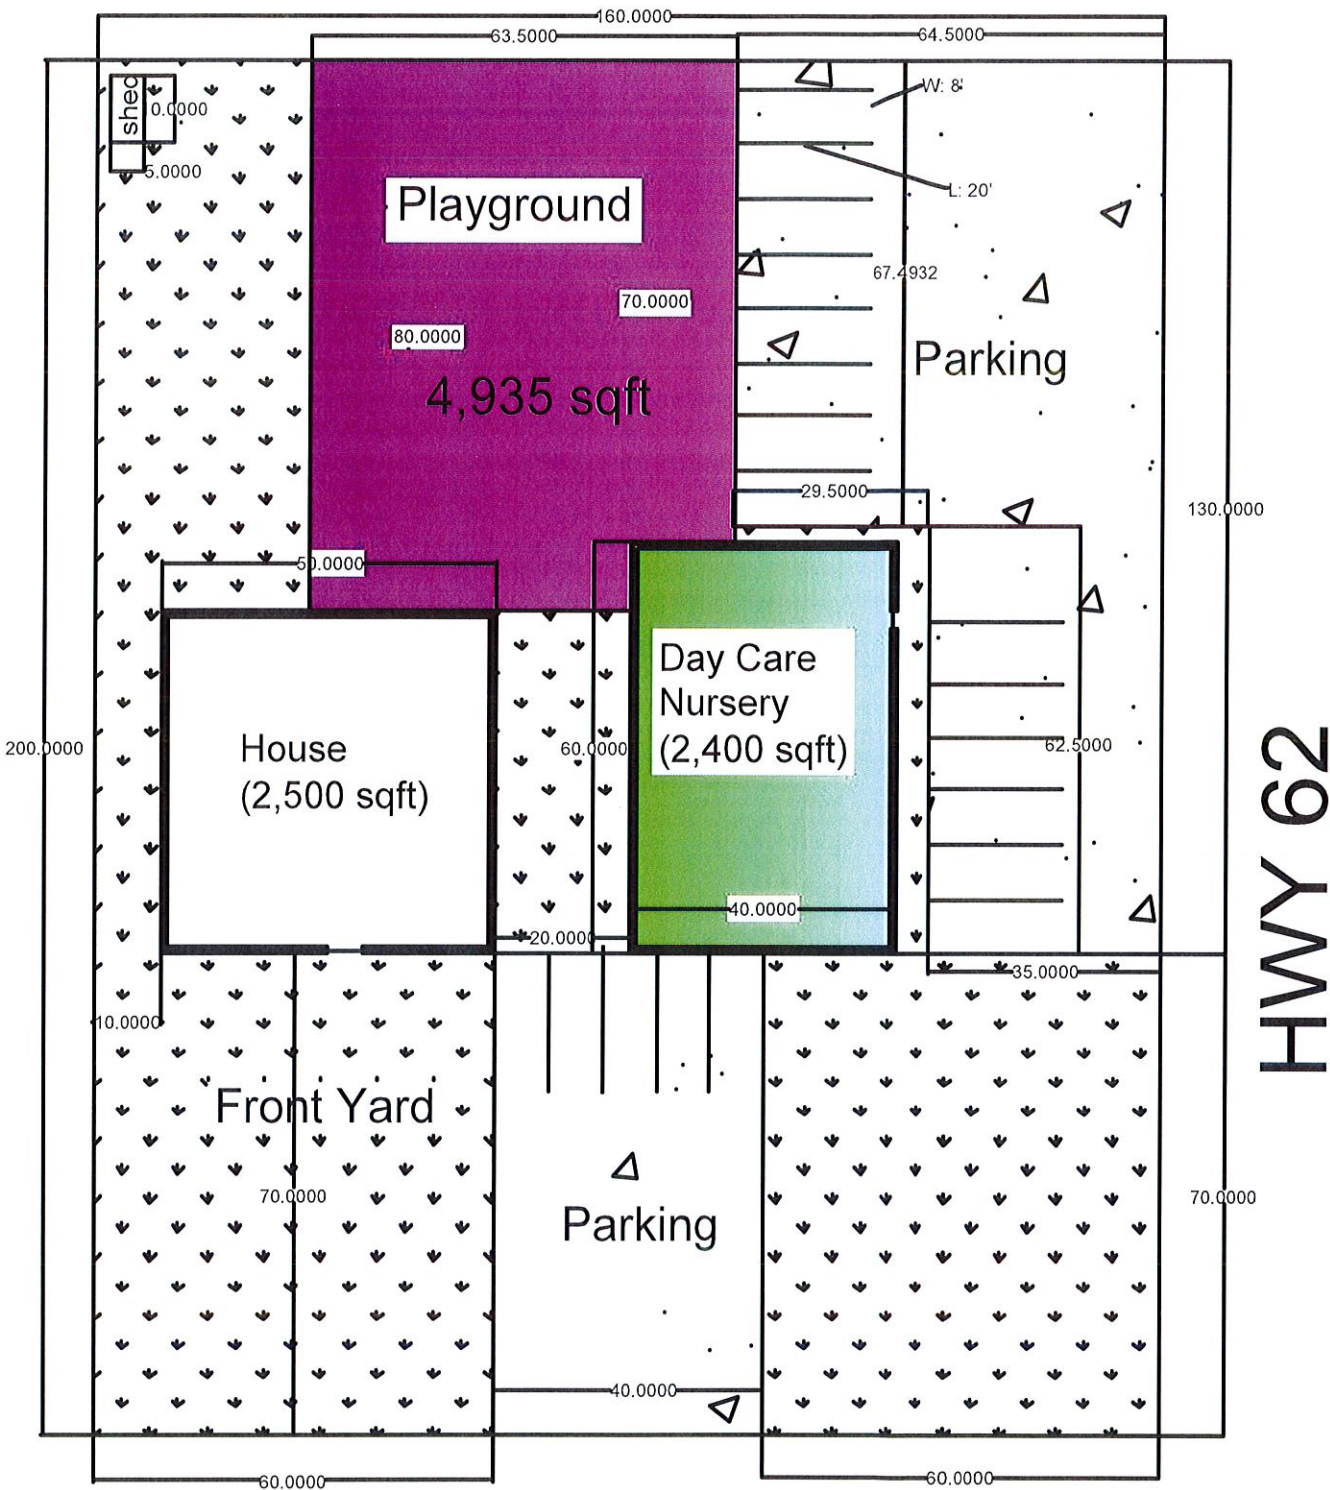 160.0000
63.5000
64.5000
shed
0.0000
5.0000
W: 8'
L: 20'
Playground
70.0000
80.0000
4,935 sqft
67.4932
Parking
29.5000
130.0000
50.0000
Day Care
Nursery
(2,400 sqft)
House
(2,500 sqft)
200.0000
60.0000
62.5000
HWY 62
40.0000
20.0000
35.0000
10.0000
Front Yard
70.0000
Parking
70.0000
40.0000
60.0000
60.0000